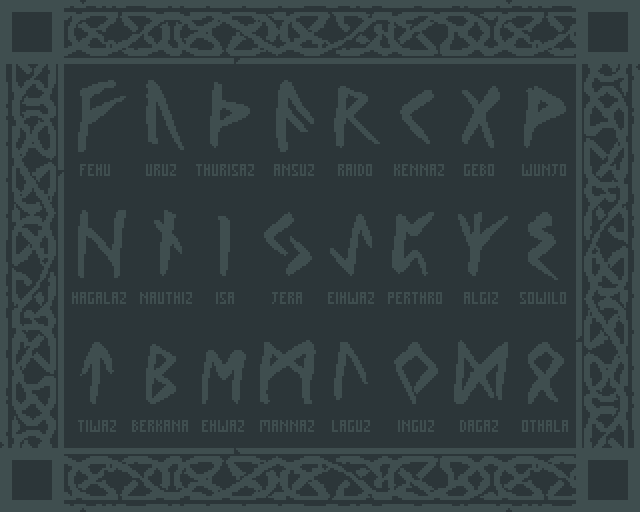 ᚠ ᚢ ᚦ ᚨ ᚱ ᚲ ᚷ ᚹ
FEHU URUZ THURISAZ ANSUZ RAIDO KENNAZ GEBO WUNJO
ᚺ ᚾ ᛁ ᛃ ᛇ ᛈ ᛉ ᛊ
HAGALAZ NAUTHIZ ISA JERA EIHWAZ PERTHRO ALGIZ SOWILO
ᛏ ᛒ ᛖ ᛗ ᛚ ᛜ ᛞ ᛟ
TIWAZ BERKANA EHWAZ MANNAZ LAGUZ INGUZ DAGAZ OTHALA